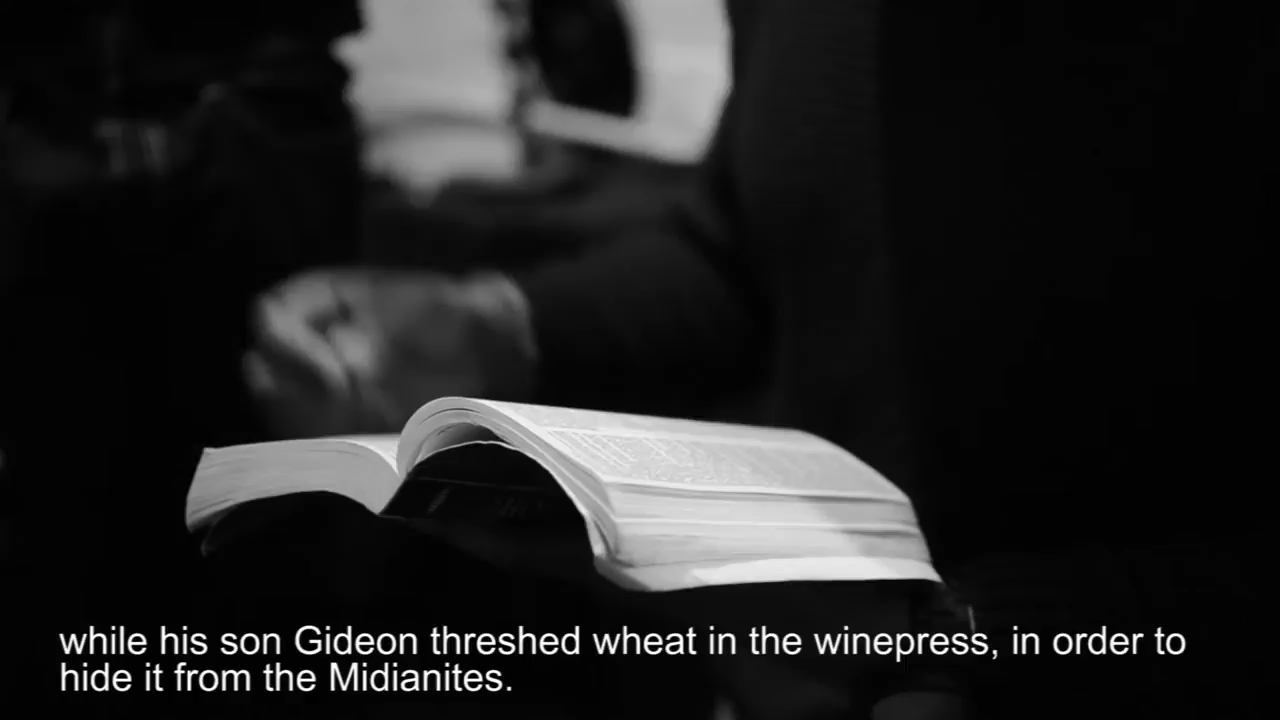 while his son Gideon threshed wheat in the winepress, in order to
hide it from the Midianites.